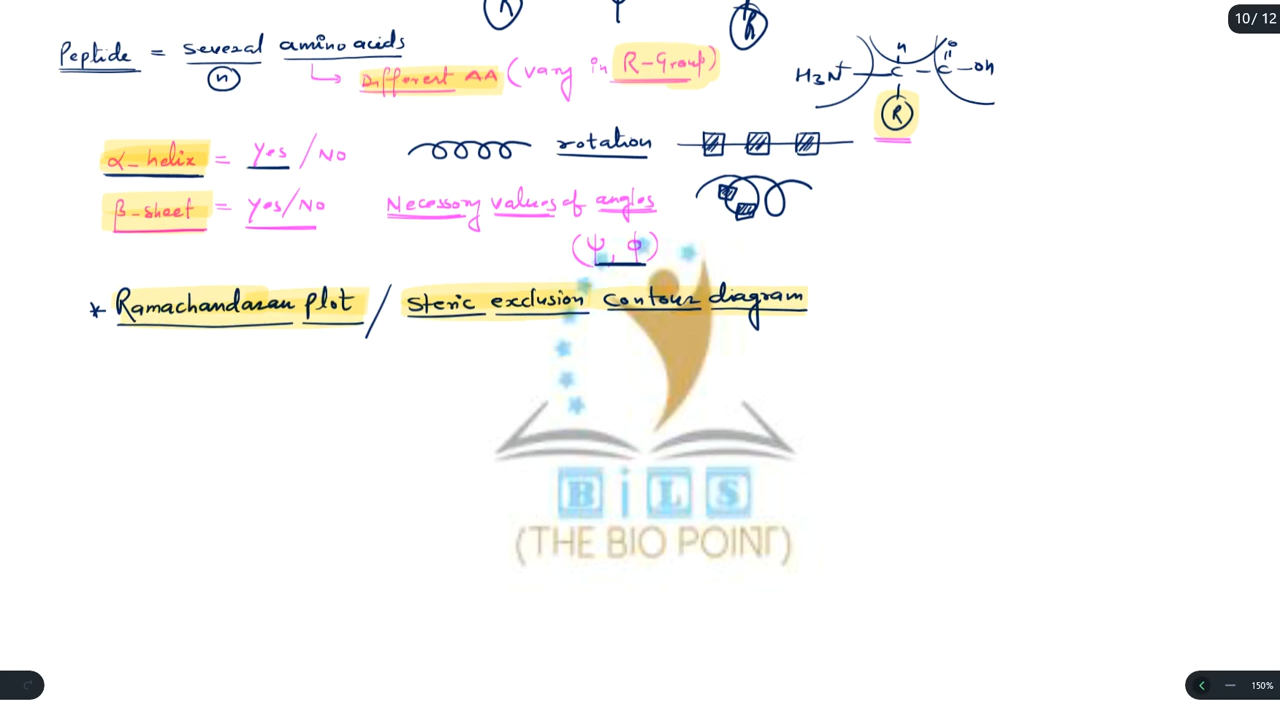 10 / 12
Peptide = several amino acids
(n)
↳ Different AA (vary in R-Group)
H₃N⁺ – C – C – OH
H
O
R
α-helix = Yes / No
rotation
β-sheet = Yes/No
Necessary values of angles
(ψ, φ)
* Ramachandaran plot / Steric exclusion contour diagram
BiLS
(THE BIO POINT)
150%